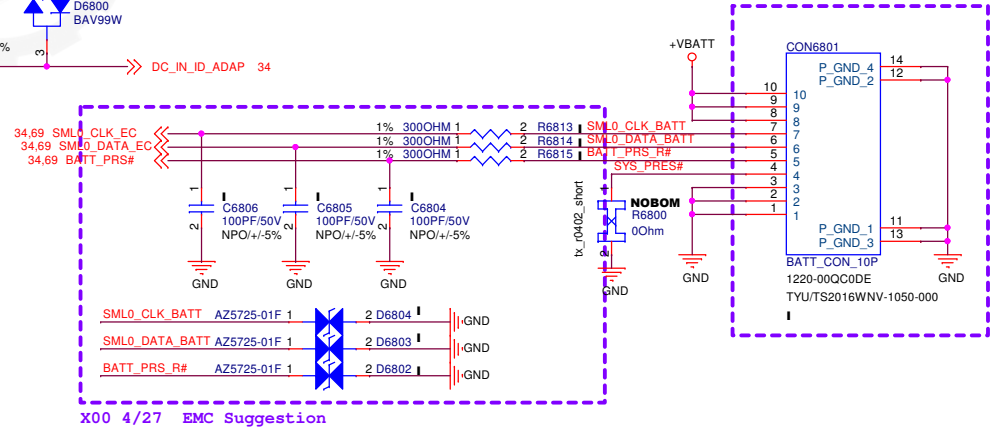 D6800
BAV99W
%
3
DC_IN_ID_ADAP 34
+VBATT
CON6801
P_GND_4 14
P_GND_2 12
10 10
9 9
8 8
7 7
6 6
5 5
4 4
3 3
2 2
1 1
P_GND_1 11
P_GND_3 13
BATT_CON_10P
1220-00QC0DE
TYU/TS2016WNV-1050-000
GND
GND
34,69 SML0_CLK_EC
34,69 SML0_DATA_EC
34,69 BATT_PRS#
1% 300OHM 1 2 R6813 SML0_CLK_BATT
1% 300OHM 1 2 R6814 SML0_DATA_BATT
1% 300OHM 1 2 R6815 BATT_PRS_R#
SYS_PRES#
1
2
C6806
100PF/50V
NPO/+/-5%
GND
1
2
C6805
100PF/50V
NPO/+/-5%
GND
1
2
C6804
100PF/50V
NPO/+/-5%
GND
tx_r0402_short
1
2
NOBOM
R6800
0Ohm
GND
SML0_CLK_BATT AZ5725-01F 1 2 D6804 GND
SML0_DATA_BATT AZ5725-01F 1 2 D6803 GND
BATT_PRS_R# AZ5725-01F 1 2 D6802 GND
X00 4/27 EMC Suggestion